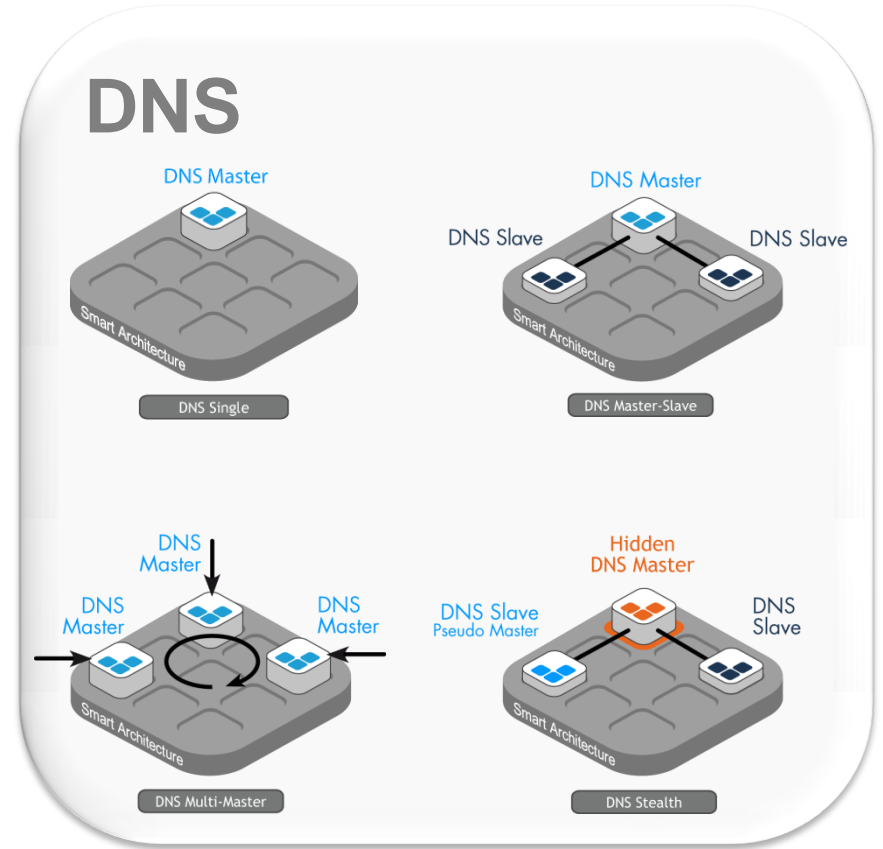 DNS
DNS Master
Smart Architecture
DNS Single
DNS Master
DNS Slave
DNS Slave
Smart Architecture
DNS Master-Slave
DNS
Master
DNS
Master
DNS
Master
Smart Architecture
DNS Multi-Master
Hidden
DNS Master
DNS Slave
Pseudo Master
DNS
Slave
Smart Architecture
DNS Stealth